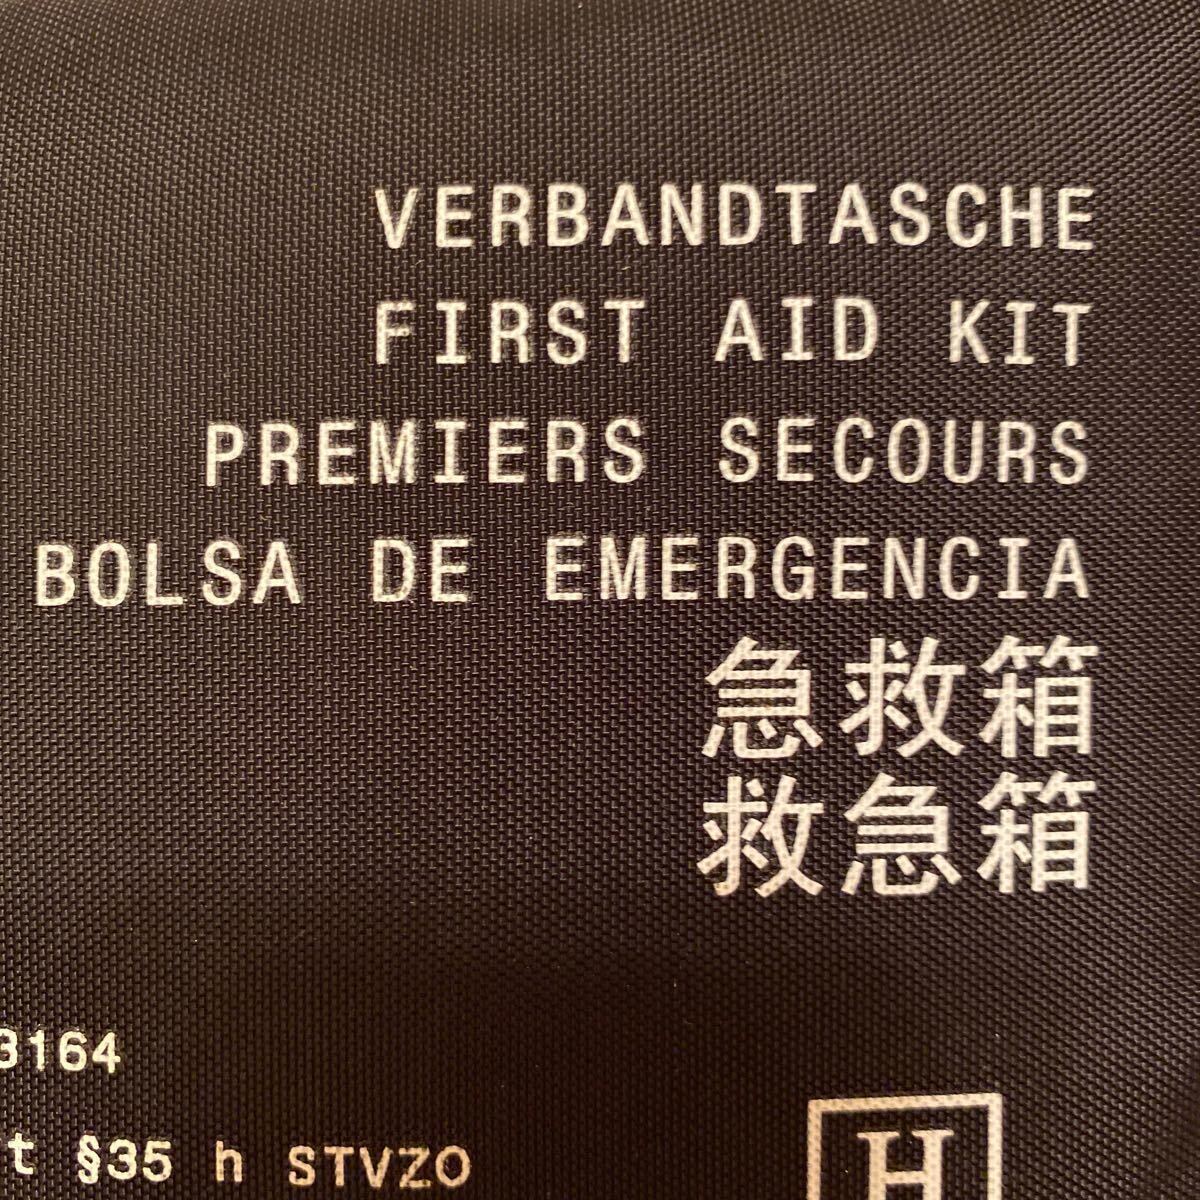 VERBANDTASCHE
FIRST AID KIT
PREMIERS SECOURS
BOLSA DE EMERGENCIA
急救箱
救急箱
3164
t §35 h STVZO
H